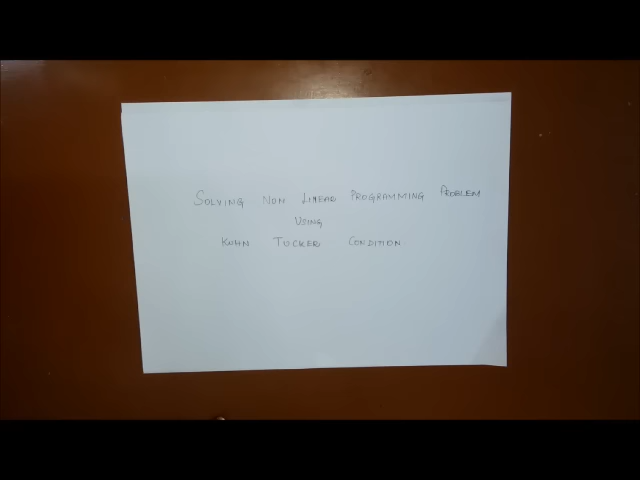 SOLVING NON LINEAR PROGRAMMING PROBLEM
USING
KUHN TUCKER CONDITION